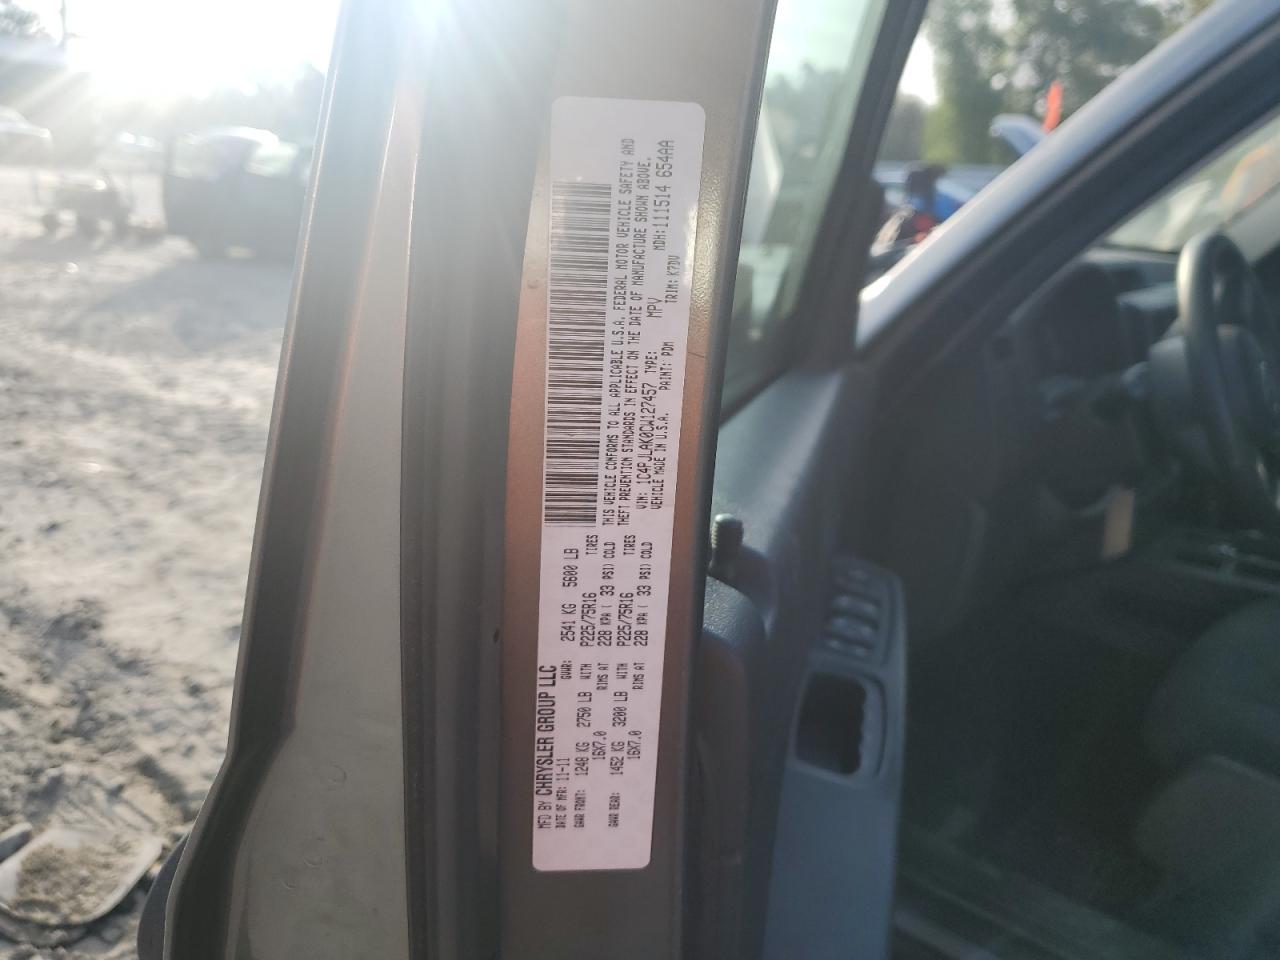 MFD BY CHRYSLER GROUP LLC
DATE OF MFR: 11-11 GVWR: 2541 KG 5600 LB
GAWR FRONT: 1248 KG 2750 LB WITH P225/75R16 TIRES
16X7.0 RIMS AT 228 KPA ( 33 PSI) COLD
GAWR REAR: 1452 KG 3200 LB WITH P225/75R16 TIRES
16X7.0 RIMS AT 228 KPA ( 33 PSI) COLD
THIS VEHICLE CONFORMS TO ALL APPLICABLE U.S.A. FEDERAL MOTOR VEHICLE SAFETY AND
THEFT PREVENTION STANDARDS IN EFFECT ON THE DATE OF MANUFACTURE SHOWN ABOVE.
VIN: 1C4PJLAK0CW127457 TYPE: MPV MDH:111514 654AA
VEHICLE MADE IN U.S.A. PAINT: PDM TRIM: K7DV